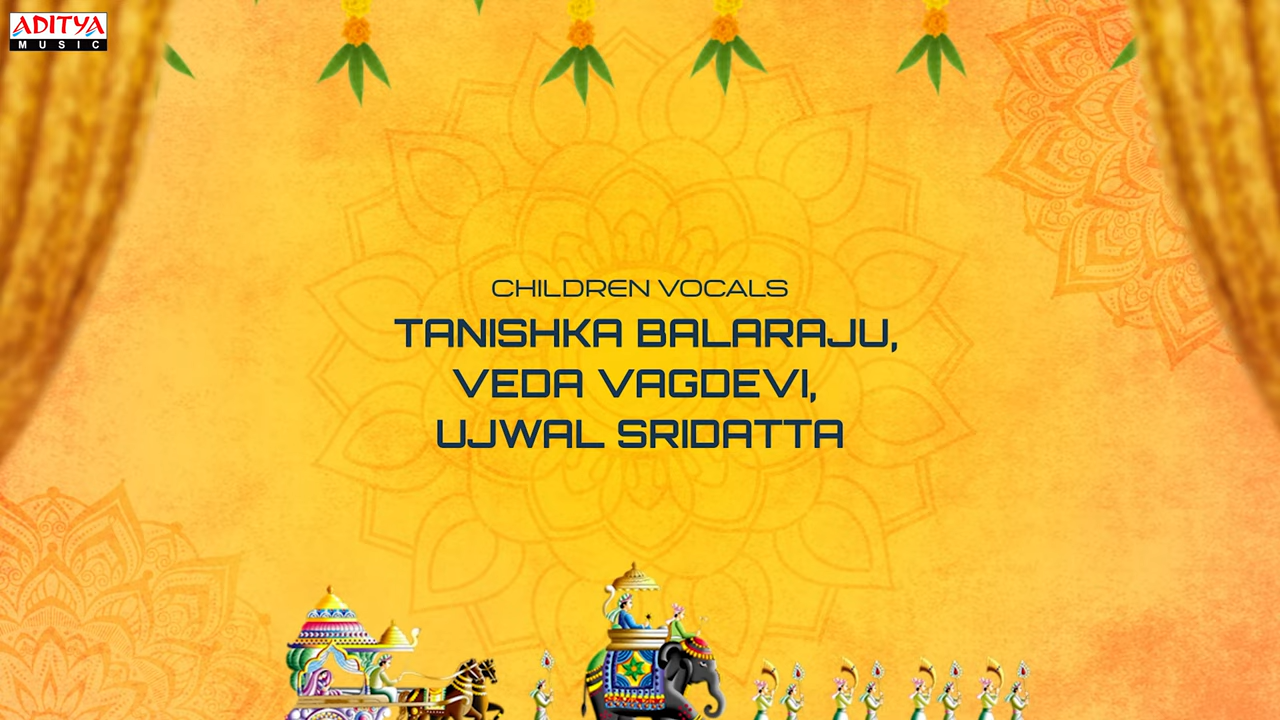 ADITYA
MUSIC
CHILDREN VOCALS
TANISHKA BALARAJU,
VEDA VAGDEVI,
UJWAL SRIDATTA